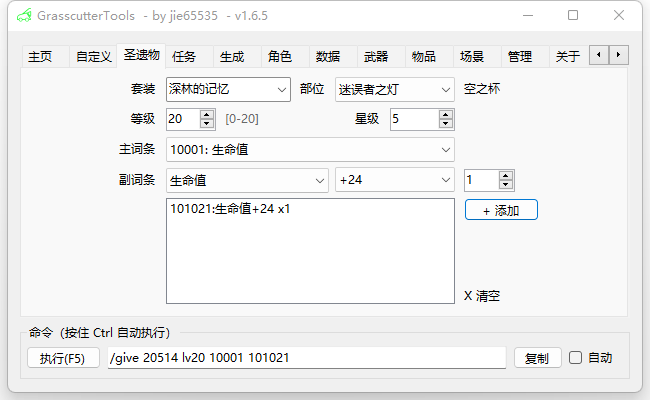 GrasscutterTools - by jie65535 - v1.6.5
主页 自定义 圣遗物 任务 生成 角色 数据 武器 物品 场景 管理 关于
套装 深林的记忆 部位 迷误者之灯 空之杯
等级 20 [0-20] 星级 5
主词条 10001: 生命值
副词条 生命值 +24 1
101021:生命值+24 x1
+ 添加
X 清空
命令（按住 Ctrl 自动执行）
执行(F5) /give 20514 lv20 10001 101021 复制 自动